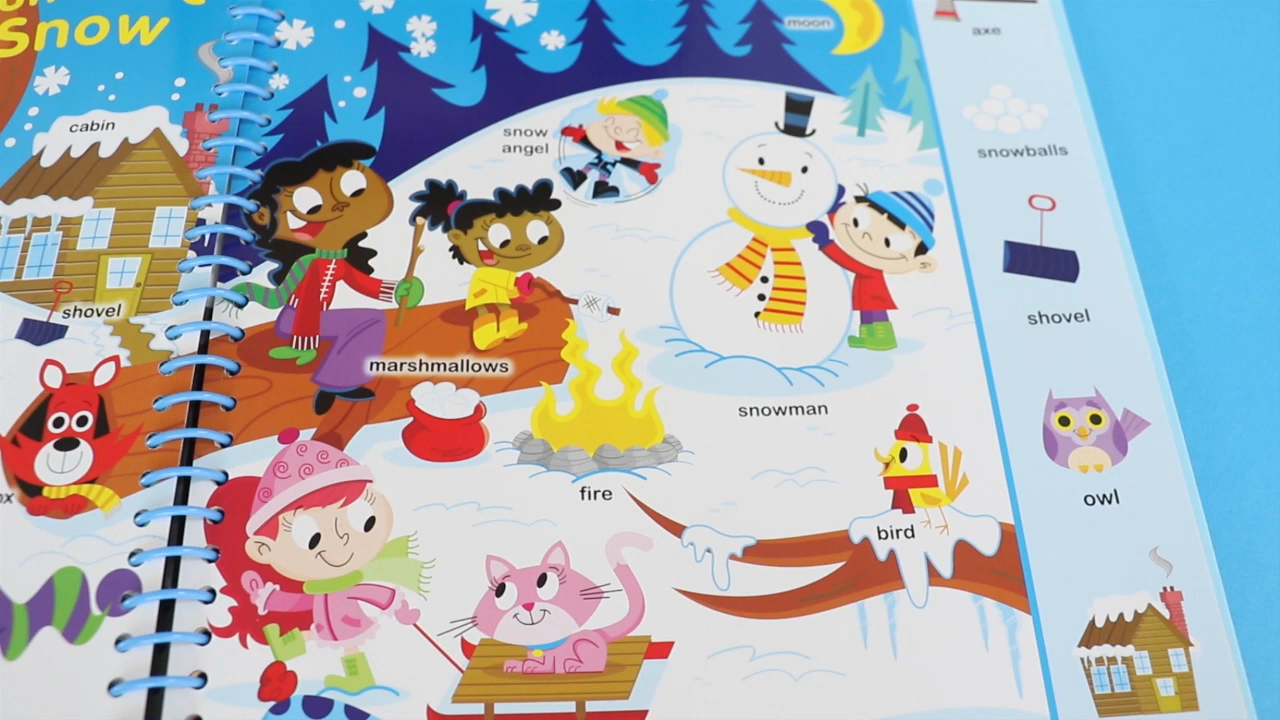 Snow
moon
axe
cabin
snow
angel
snowballs
shovel
shovel
marshmallows
snowman
fire
owl
bird